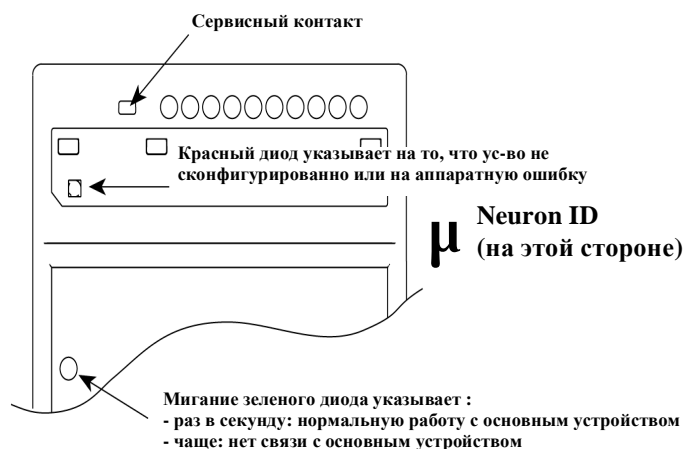 Сервисный контакт
Красный диод указывает на то, что ус-во не
сконфигурированно или на аппаратную ошибку
µ Neuron ID
(на этой стороне)
Мигание зеленого диода указывает :
- раз в секунду: нормальную работу с основным устройством
- чаще: нет связи с основным устройством